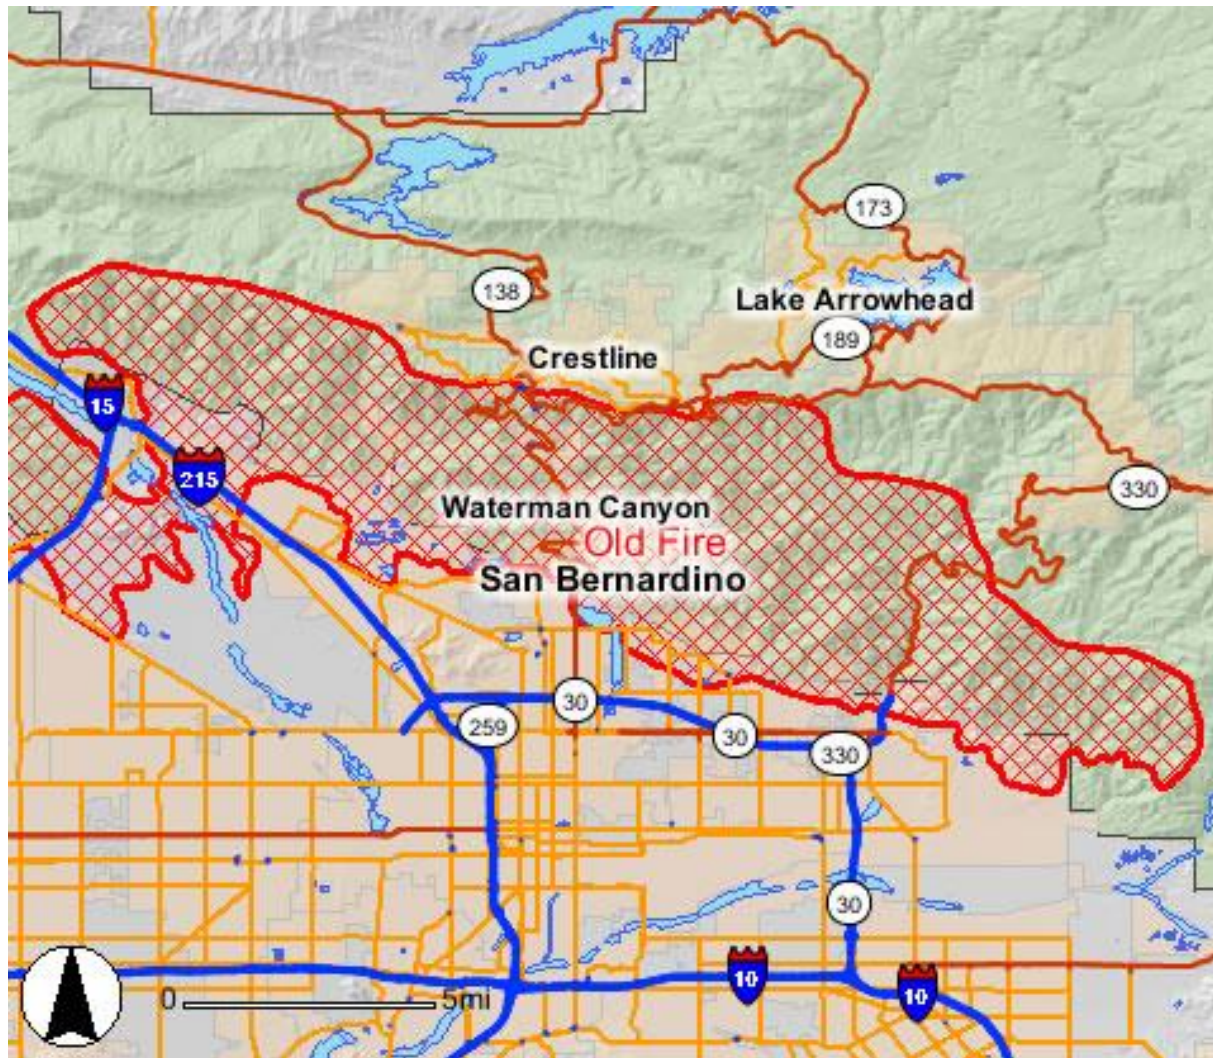 173
138
Lake Arrowhead
189
Crestline
15
215
330
Waterman Canyon
Old Fire
San Bernardino
30
259
30
330
30
10
10
0 5mi